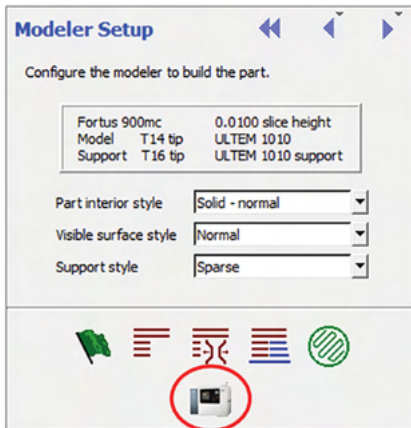 Modeler Setup
Configure the modeler to build the part.
Fortus 900mc 0.0100 slice height
Model T14 tip ULTEM 1010
Support T16 tip ULTEM 1010 support
Part interior style Solid - normal
Visible surface style Normal
Support style Sparse